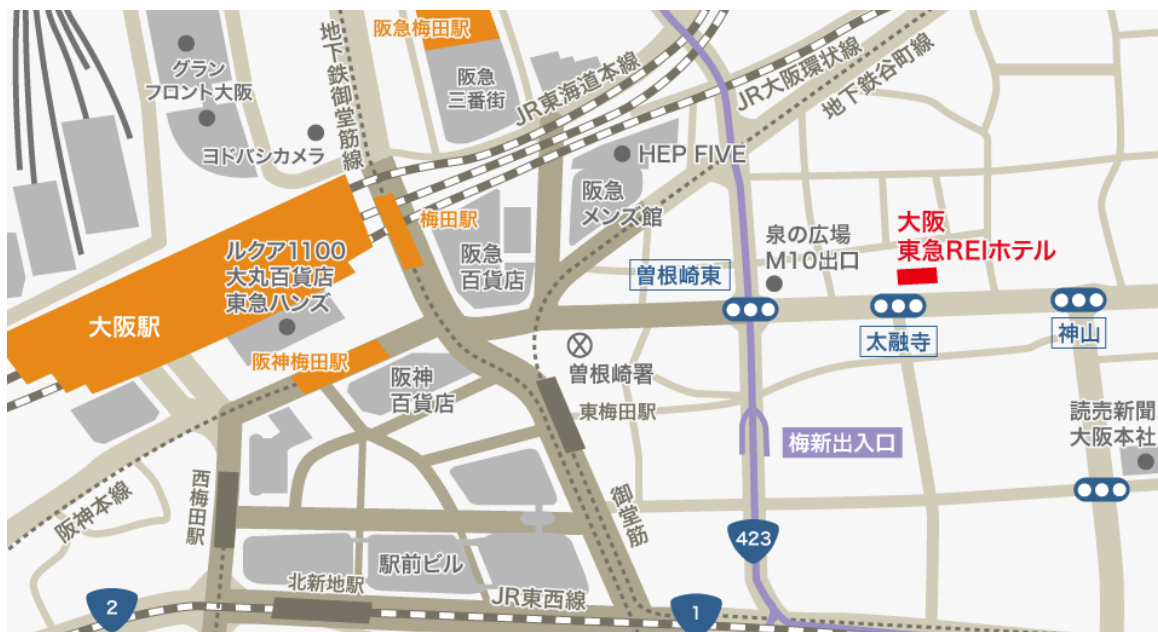 阪急梅田駅
地下鉄御堂筋線
グラン
フロント大阪
阪急
三番街
JR東海道本線
JR大阪環状線
地下鉄谷町線
ヨドバシカメラ
HEP FIVE
阪急
メンズ館
梅田駅
大阪
東急REIホテル
泉の広場
M10出口
ルクア1100
大丸百貨店
東急ハンズ
阪急
百貨店
曽根崎東
大阪駅
太融寺
神山
阪神梅田駅
曽根崎署
阪神
百貨店
東梅田駅
読売新聞
大阪本社
梅新出入口
阪神本線
西梅田駅
御堂筋
423
駅前ビル
北新地駅
JR東西線
2
1